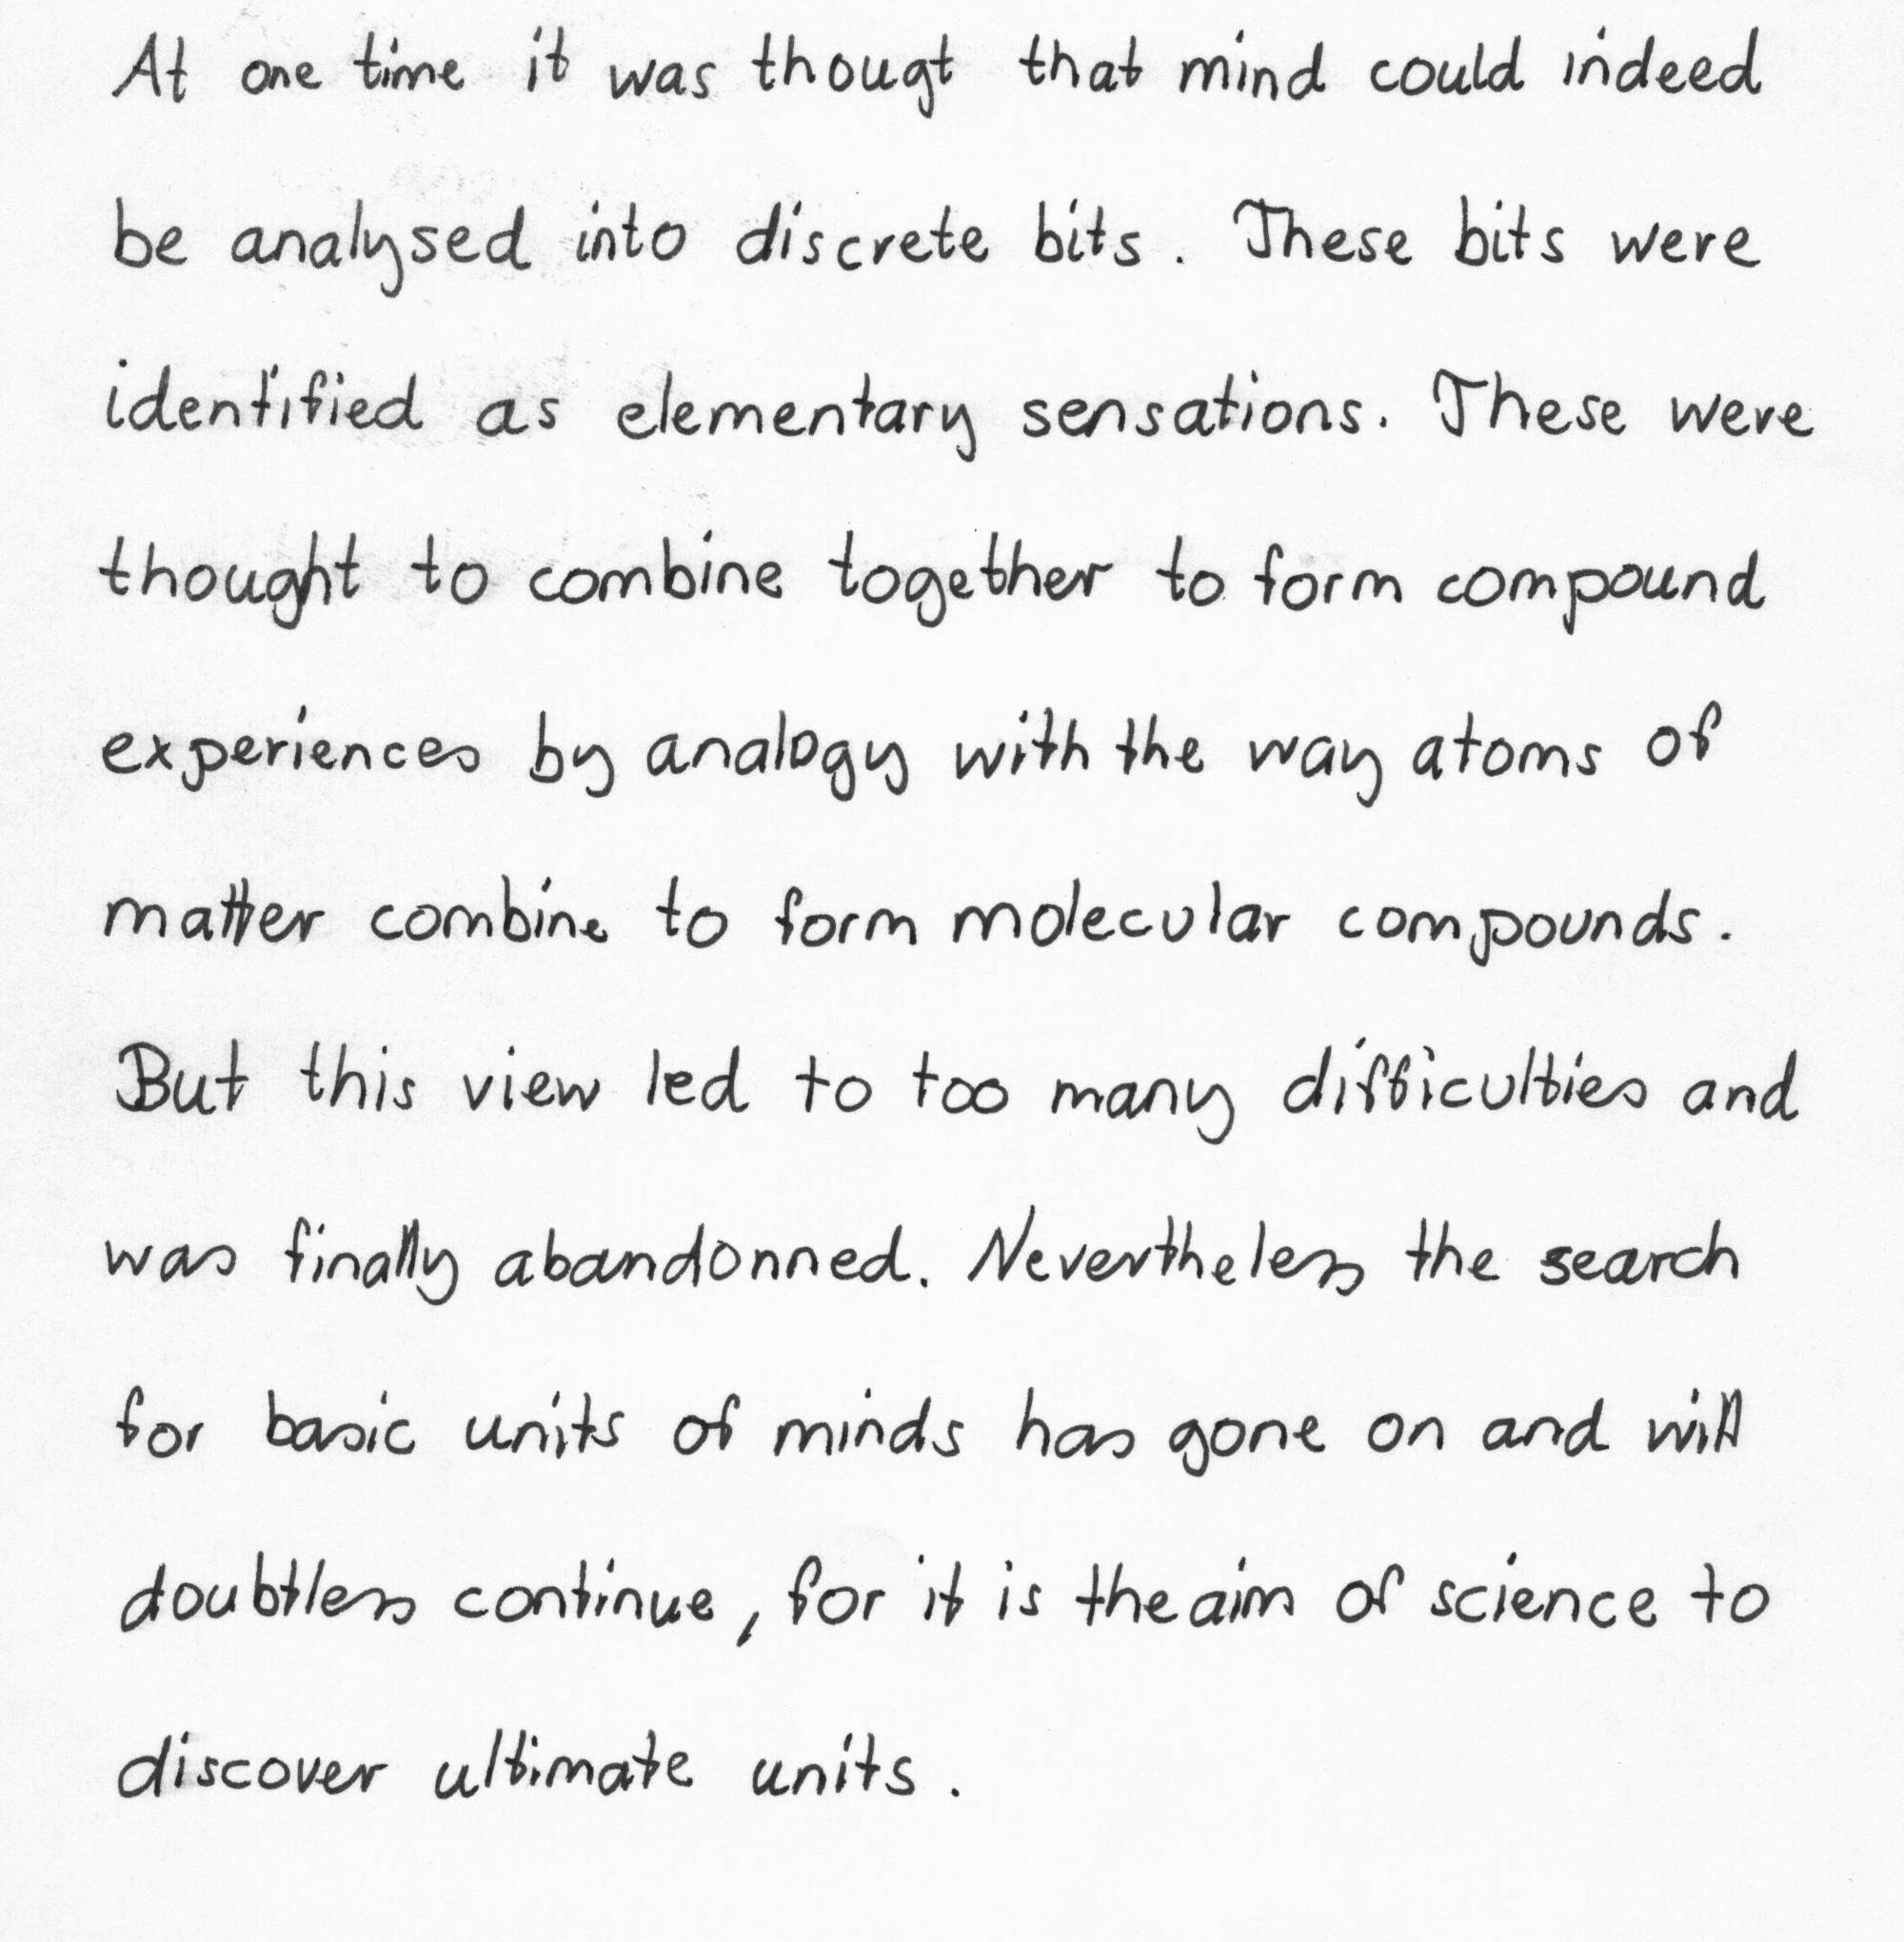 At one time it was thougt that mind could indeed
be analysed into discrete bits. These bits were
identified as elementary sensations. These were
thought to combine together to form compound
experiences by analogy with the way atoms of
matter combine to form molecular compounds.
But this view led to too many difficulties and
was finally abandonned. Nevertheless the search
for basic units of minds has gone on and will
doubtless continue, for it is the aim of science to
discover ultimate units.